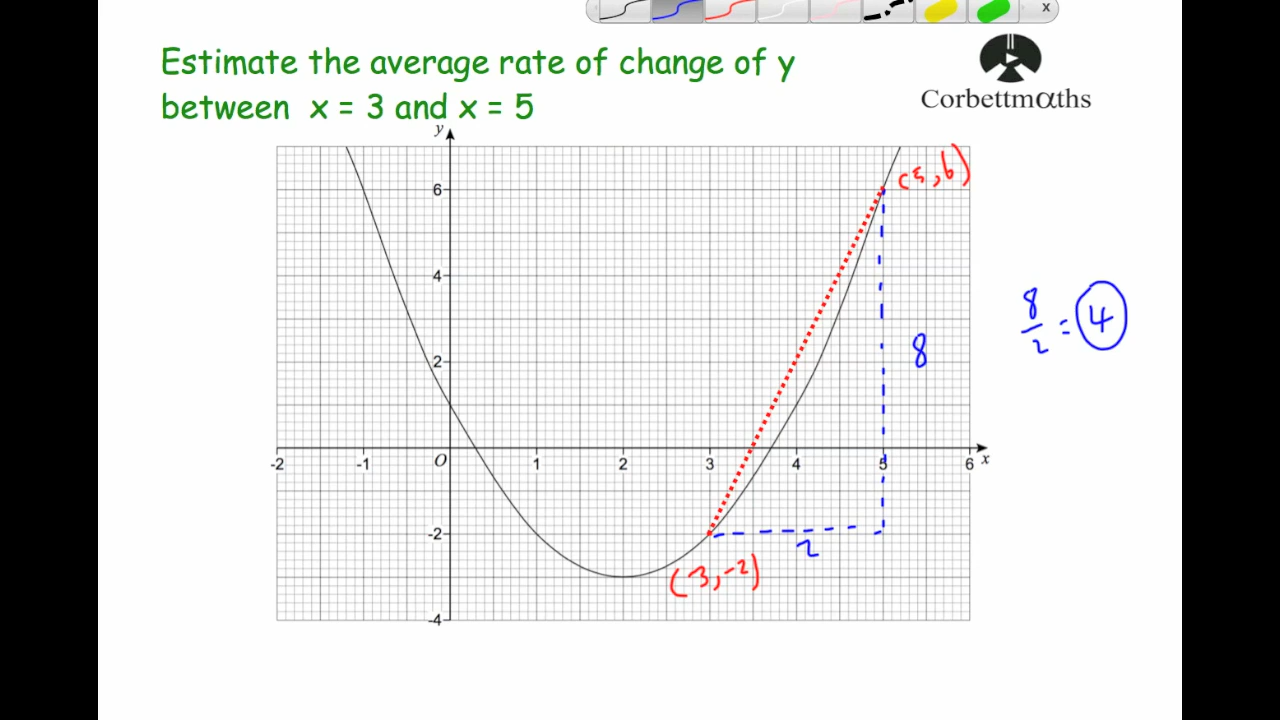 x
Estimate the average rate of change of y
between x = 3 and x = 5
Corbettmαths
y
(5,6)
6
4
8/2 = 4
2
8
-2 -1 O 1 2 3 4 5 6 x
-2
2
(3,-2)
-4